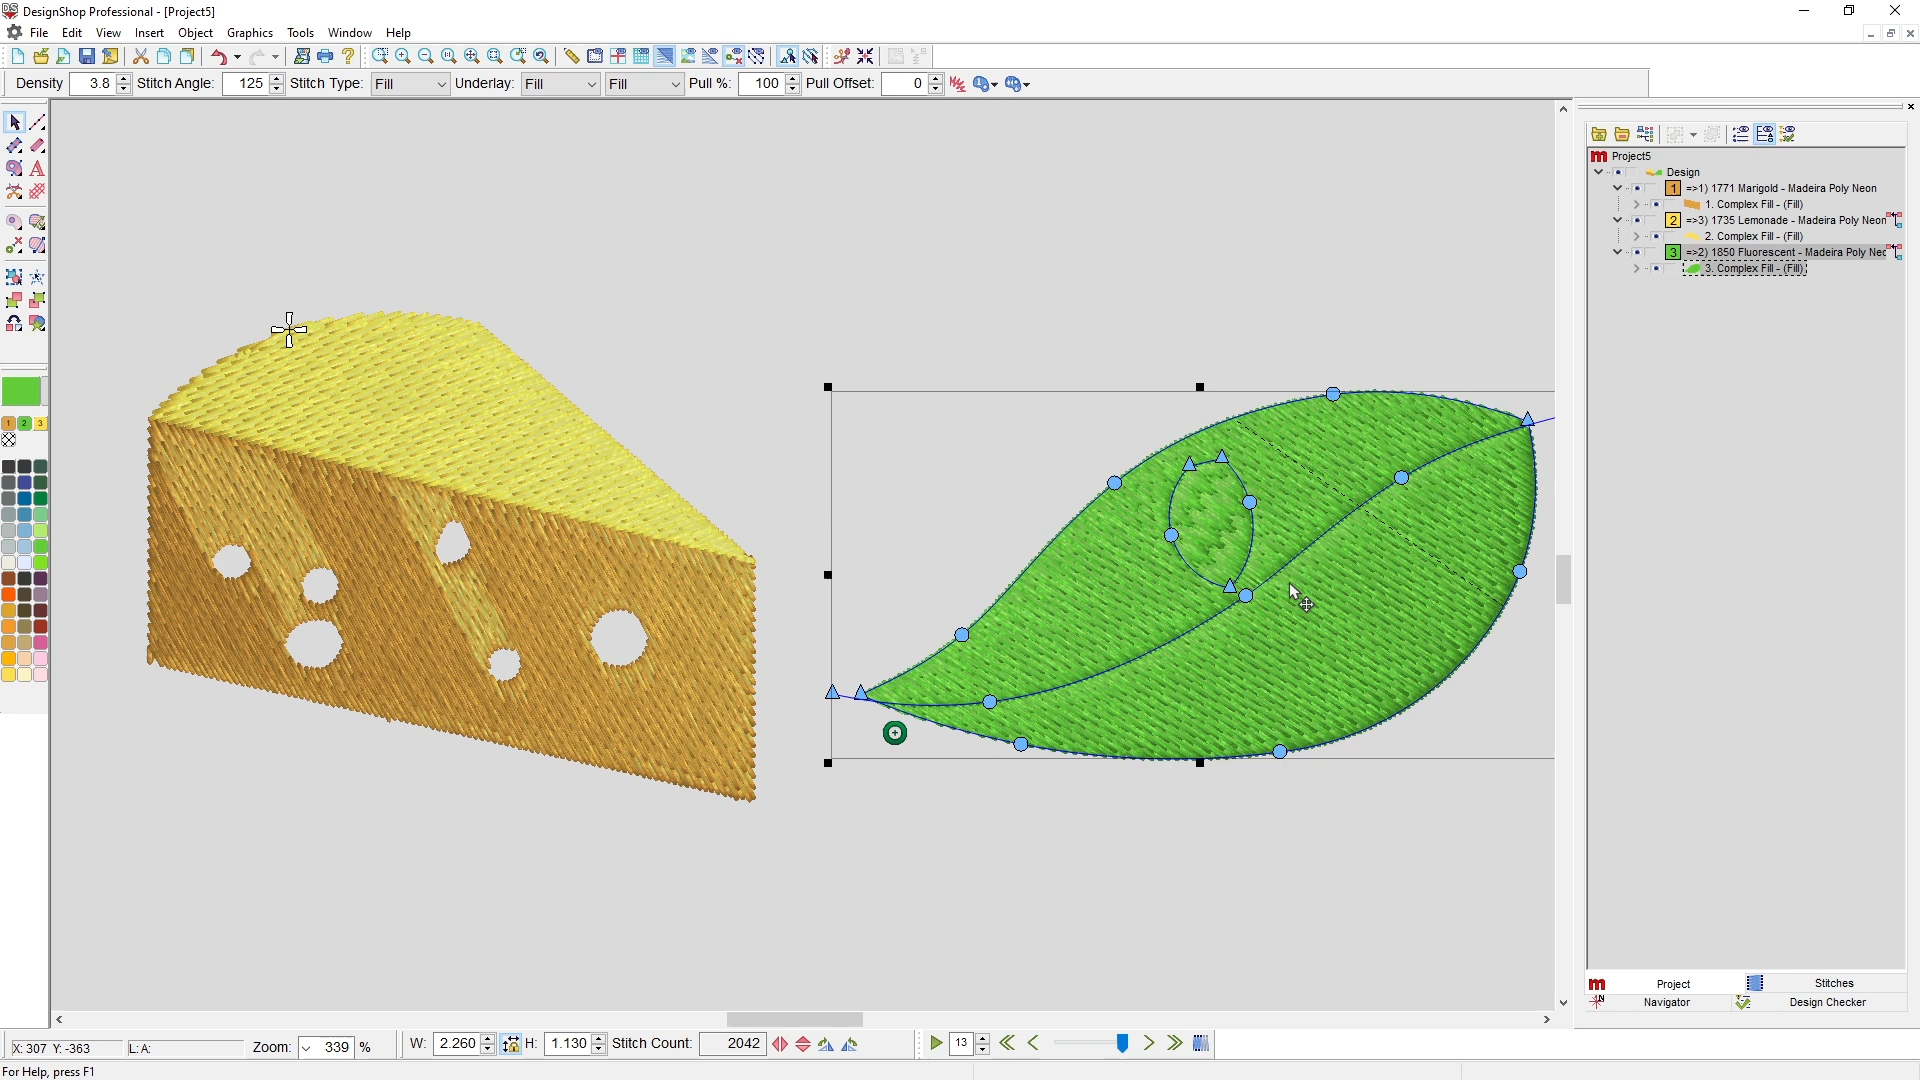 DesignShop Professional - [Project5]
File Edit View Insert Object Graphics Tools Window Help
Density 3.8 Stitch Angle: 125 Stitch Type: Fill Underlay: Fill Fill Pull %: 100 Pull Offset: 0
1 2 3
Project5
Design
1 =>1) 1771 Marigold - Madeira Poly Neon
1. Complex Fill - (Fill)
2 =>3) 1735 Lemonade - Madeira Poly Neon
2. Complex Fill - (Fill)
3 =>2) 1850 Fluorescent - Madeira Poly Nec
3. Complex Fill - (Fill)
Project Stitches
Navigator Design Checker
X: 307 Y: -363 L: A: Zoom: 339 % W: 2.260 H: 1.130 Stitch Count: 2042 13
For Help, press F1